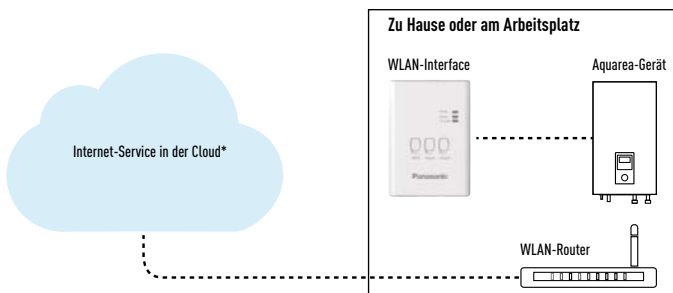 Zu Hause oder am Arbeitsplatz
WLAN-Interface
Aquarea-Gerät
Internet-Service in der Cloud*
Panasonic
WLAN-Router